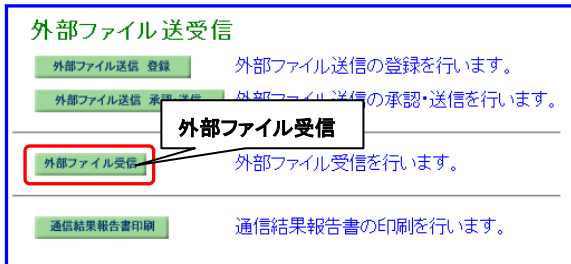 外部ファイル送受信
外部ファイル送信 登録 外部ファイル送信の登録を行います。
外部ファイル送信 承認・送信 外部ファイル送信の承認・送信を行います。
外部ファイル受信
外部ファイル受信 外部ファイル受信を行います。
通信結果報告書印刷 通信結果報告書の印刷を行います。